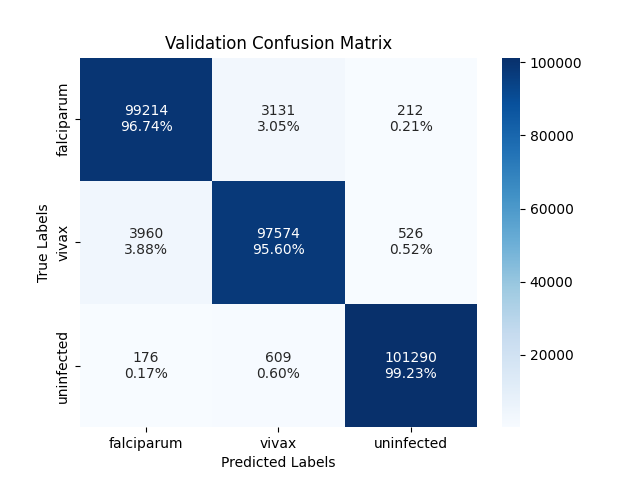 Validation Confusion Matrix
True Labels
falciparum
99214
96.74%
3131
3.05%
212
0.21%
vivax
3960
3.88%
97574
95.60%
526
0.52%
uninfected
176
0.17%
609
0.60%
101290
99.23%
falciparum
vivax
uninfected
Predicted Labels
100000
80000
60000
40000
20000